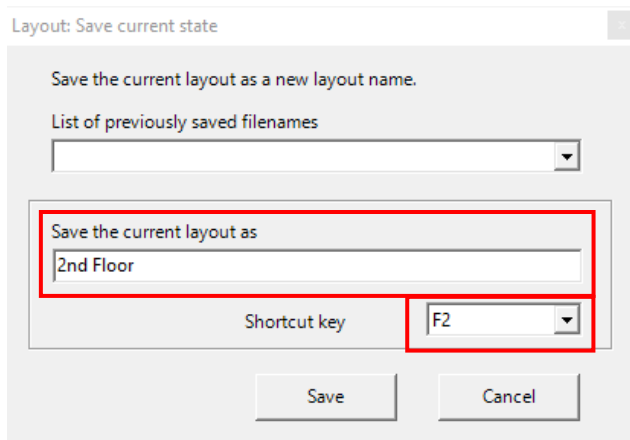 Layout: Save current state
Save the current layout as a new layout name.
List of previously saved filenames
Save the current layout as
2nd Floor
Shortcut key F2
Save Cancel